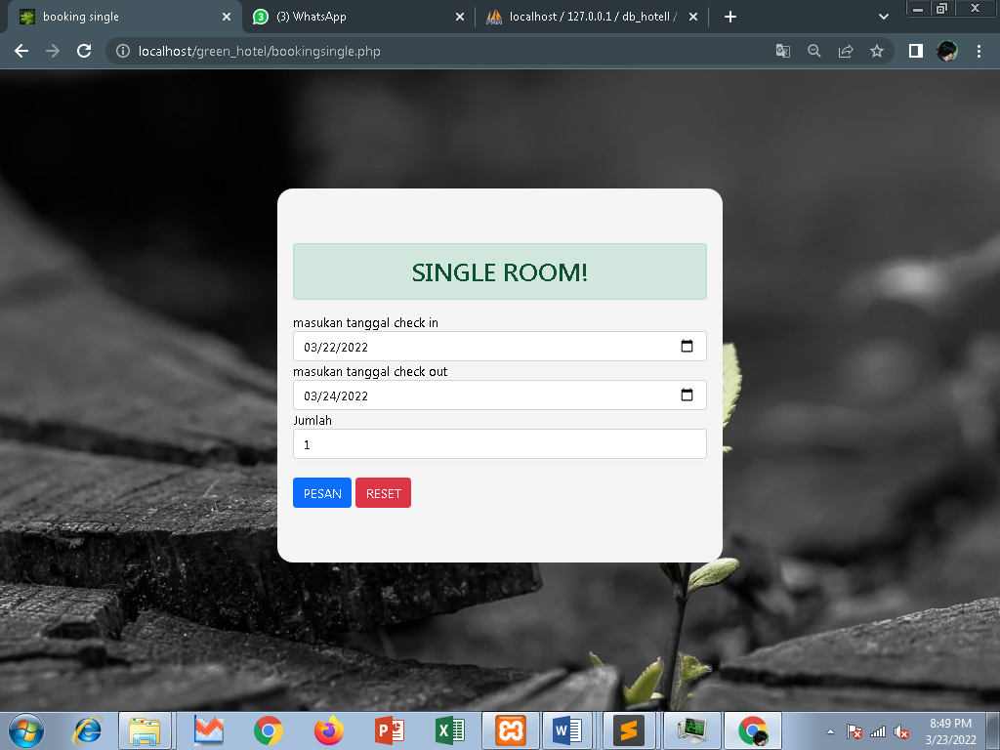 booking single
3
(3) WhatsApp
localhost / 127.0.0.1 / db_hotell /
localhost/green_hotel/bookingsingle.php
SINGLE ROOM!
masukan tanggal check in
03/22/2022
masukan tanggal check out
03/24/2022
Jumlah
1
PESAN
RESET
8:49 PM
3/23/2022